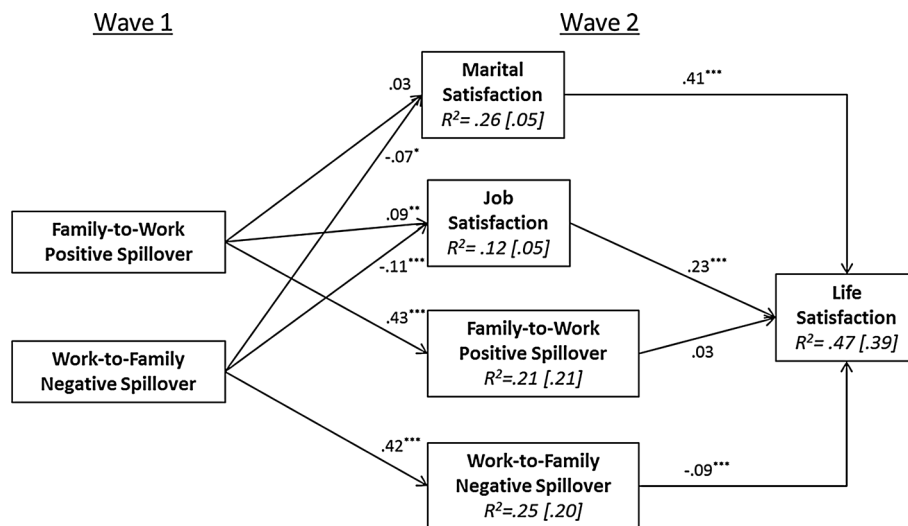 Wave 1
Wave 2
Marital
Satisfaction
R²= .26 [.05]
.03
.41***
-.07*
Job
Satisfaction
R²= .12 [.05]
.09**
-.11***
.23***
Family-to-Work
Positive Spillover
Life
Satisfaction
R²= .47 [.39]
Family-to-Work
Positive Spillover
R²=.21 [.21]
.43***
.03
Work-to-Family
Negative Spillover
Work-to-Family
Negative Spillover
R²=.25 [.20]
.42***
-.09***